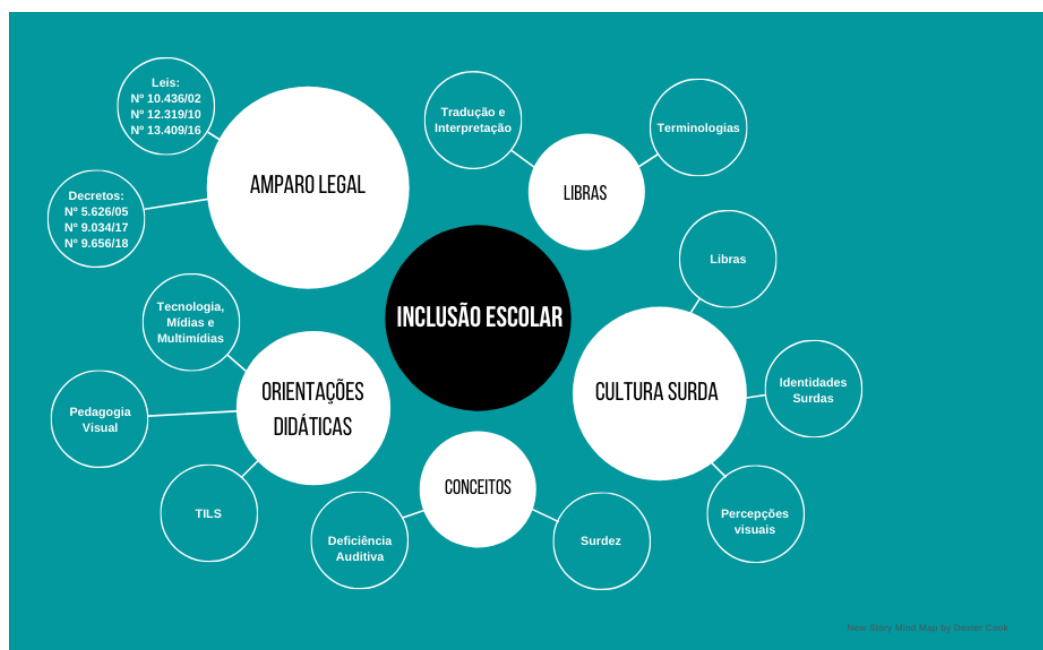 Leis:
Nº 10.436/02
Nº 12.319/10
Nº 13.409/16
AMPARO LEGAL
Decretos:
Nº 5.626/05
Nº 9.034/17
Nº 9.656/18
Tradução e
Interpretação
Terminologias
LIBRAS
INCLUSÃO ESCOLAR
Libras
CULTURA SURDA
Identidades
Surdas
Percepções
visuais
Tecnologia,
Mídias e
Multimídias
ORIENTAÇÕES
DIDÁTICAS
Pedagogia
Visual
TILS
CONCEITOS
Deficiência
Auditiva
Surdez
New Story Mind Map by Dexter Cook